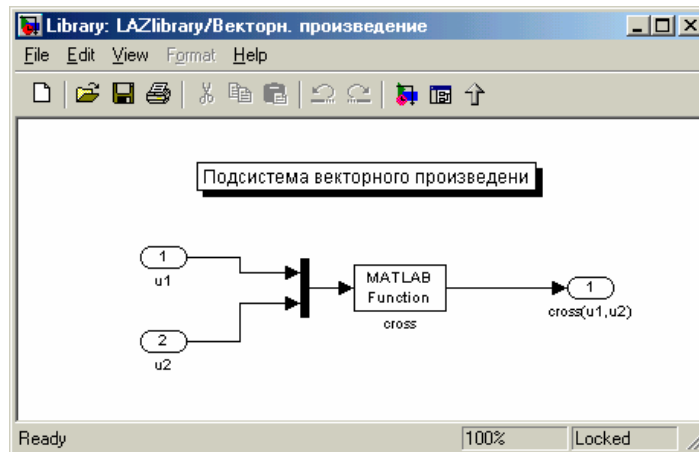 Library: LAZlibrary/Векторн. произведение
File Edit View Format Help
Подсистема векторного произведени
1
u1
2
u2
MATLAB
Function
cross
1
cross(u1,u2)
Ready 100% Locked